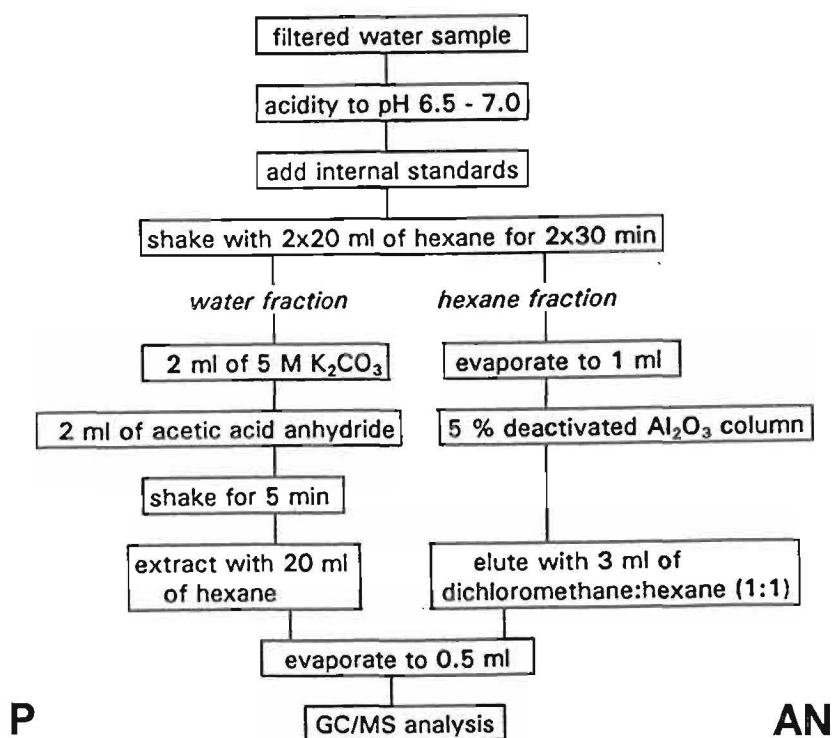 filtered water sample
acidity to pH 6.5 - 7.0
add internal standards
shake with 2x20 ml of hexane for 2x30 min
water fraction
hexane fraction
2 ml of 5 M K₂CO₃
evaporate to 1 ml
2 ml of acetic acid anhydride
5 % deactivated Al₂O₃ column
shake for 5 min
extract with 20 ml
of hexane
elute with 3 ml of
dichloromethane:hexane (1:1)
evaporate to 0.5 ml
P
GC/MS analysis
AN